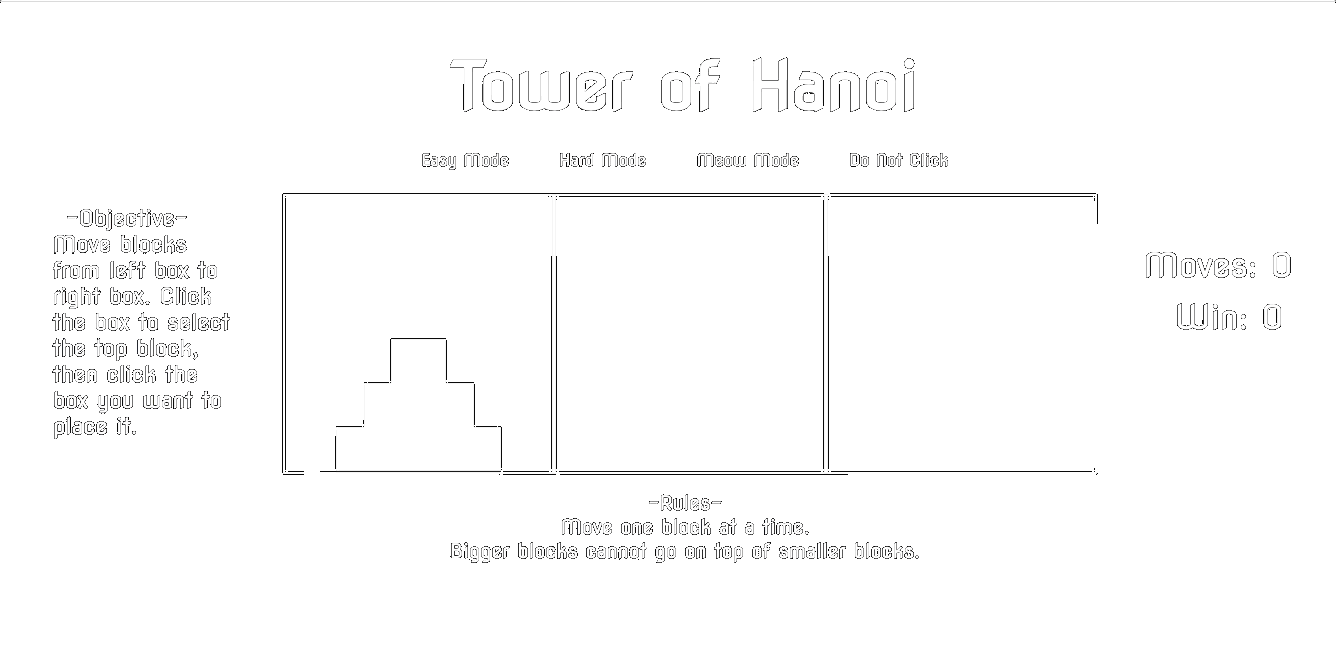 Tower of Hanoi
Easy Mode Hard Mode Meow Mode Do Not Click
-Objective-
Move blocks
from left box to
right box. Click
the box to select
the top block,
then click the
box you want to
place it.
Moves: 0
Win: 0
-Rules-
Move one block at a time.
Bigger blocks cannot go on top of smaller blocks.